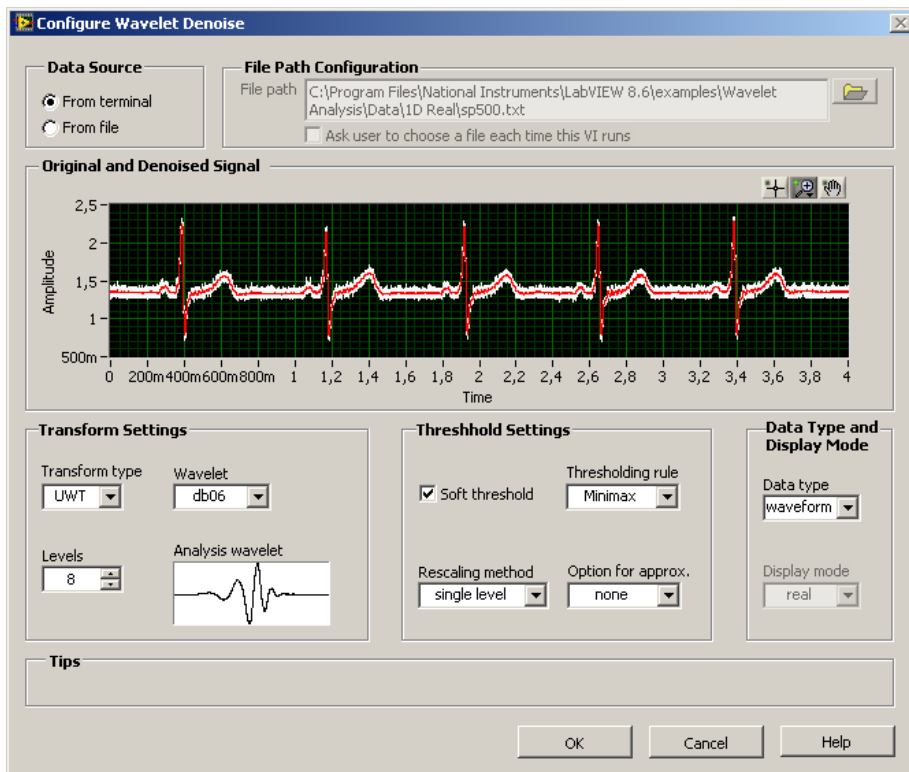 Configure Wavelet Denoise
Data Source
From terminal
From file
File Path Configuration
File path
C:\Program Files\National Instruments\LabVIEW 8.6\examples\Wavelet
Analysis\Data\1D Real\sp500.txt
Ask user to choose a file each time this VI runs
Original and Denoised Signal
Amplitude
2,5
2
1,5
1
500m
0 200m 400m 600m 800m 1 1,2 1,4 1,6 1,8 2 2,2 2,4 2,6 2,8 3 3,2 3,4 3,6 3,8 4
Time
Transform Settings
Transform type
UWT
Wavelet
db06
Levels
8
Analysis wavelet
Threshhold Settings
Soft threshold
Thresholding rule
Minimax
Rescaling method
single level
Option for approx.
none
Data Type and
Display Mode
Data type
waveform
Display mode
real
Tips
OK Cancel Help